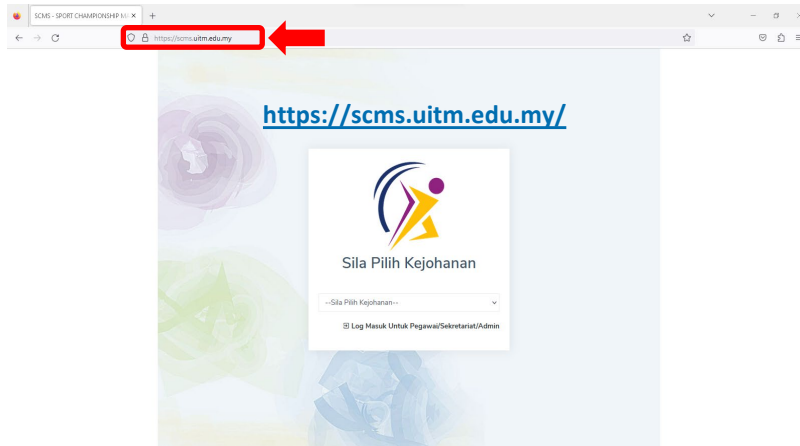 SCMS - SPORT CHAMPIONSHIP MA
https://scms.uitm.edu.my
https://scms.uitm.edu.my/
Sila Pilih Kejohanan
--Sila Pilih Kejohanan--
Log Masuk Untuk Pegawai/Sekretariat/Admin